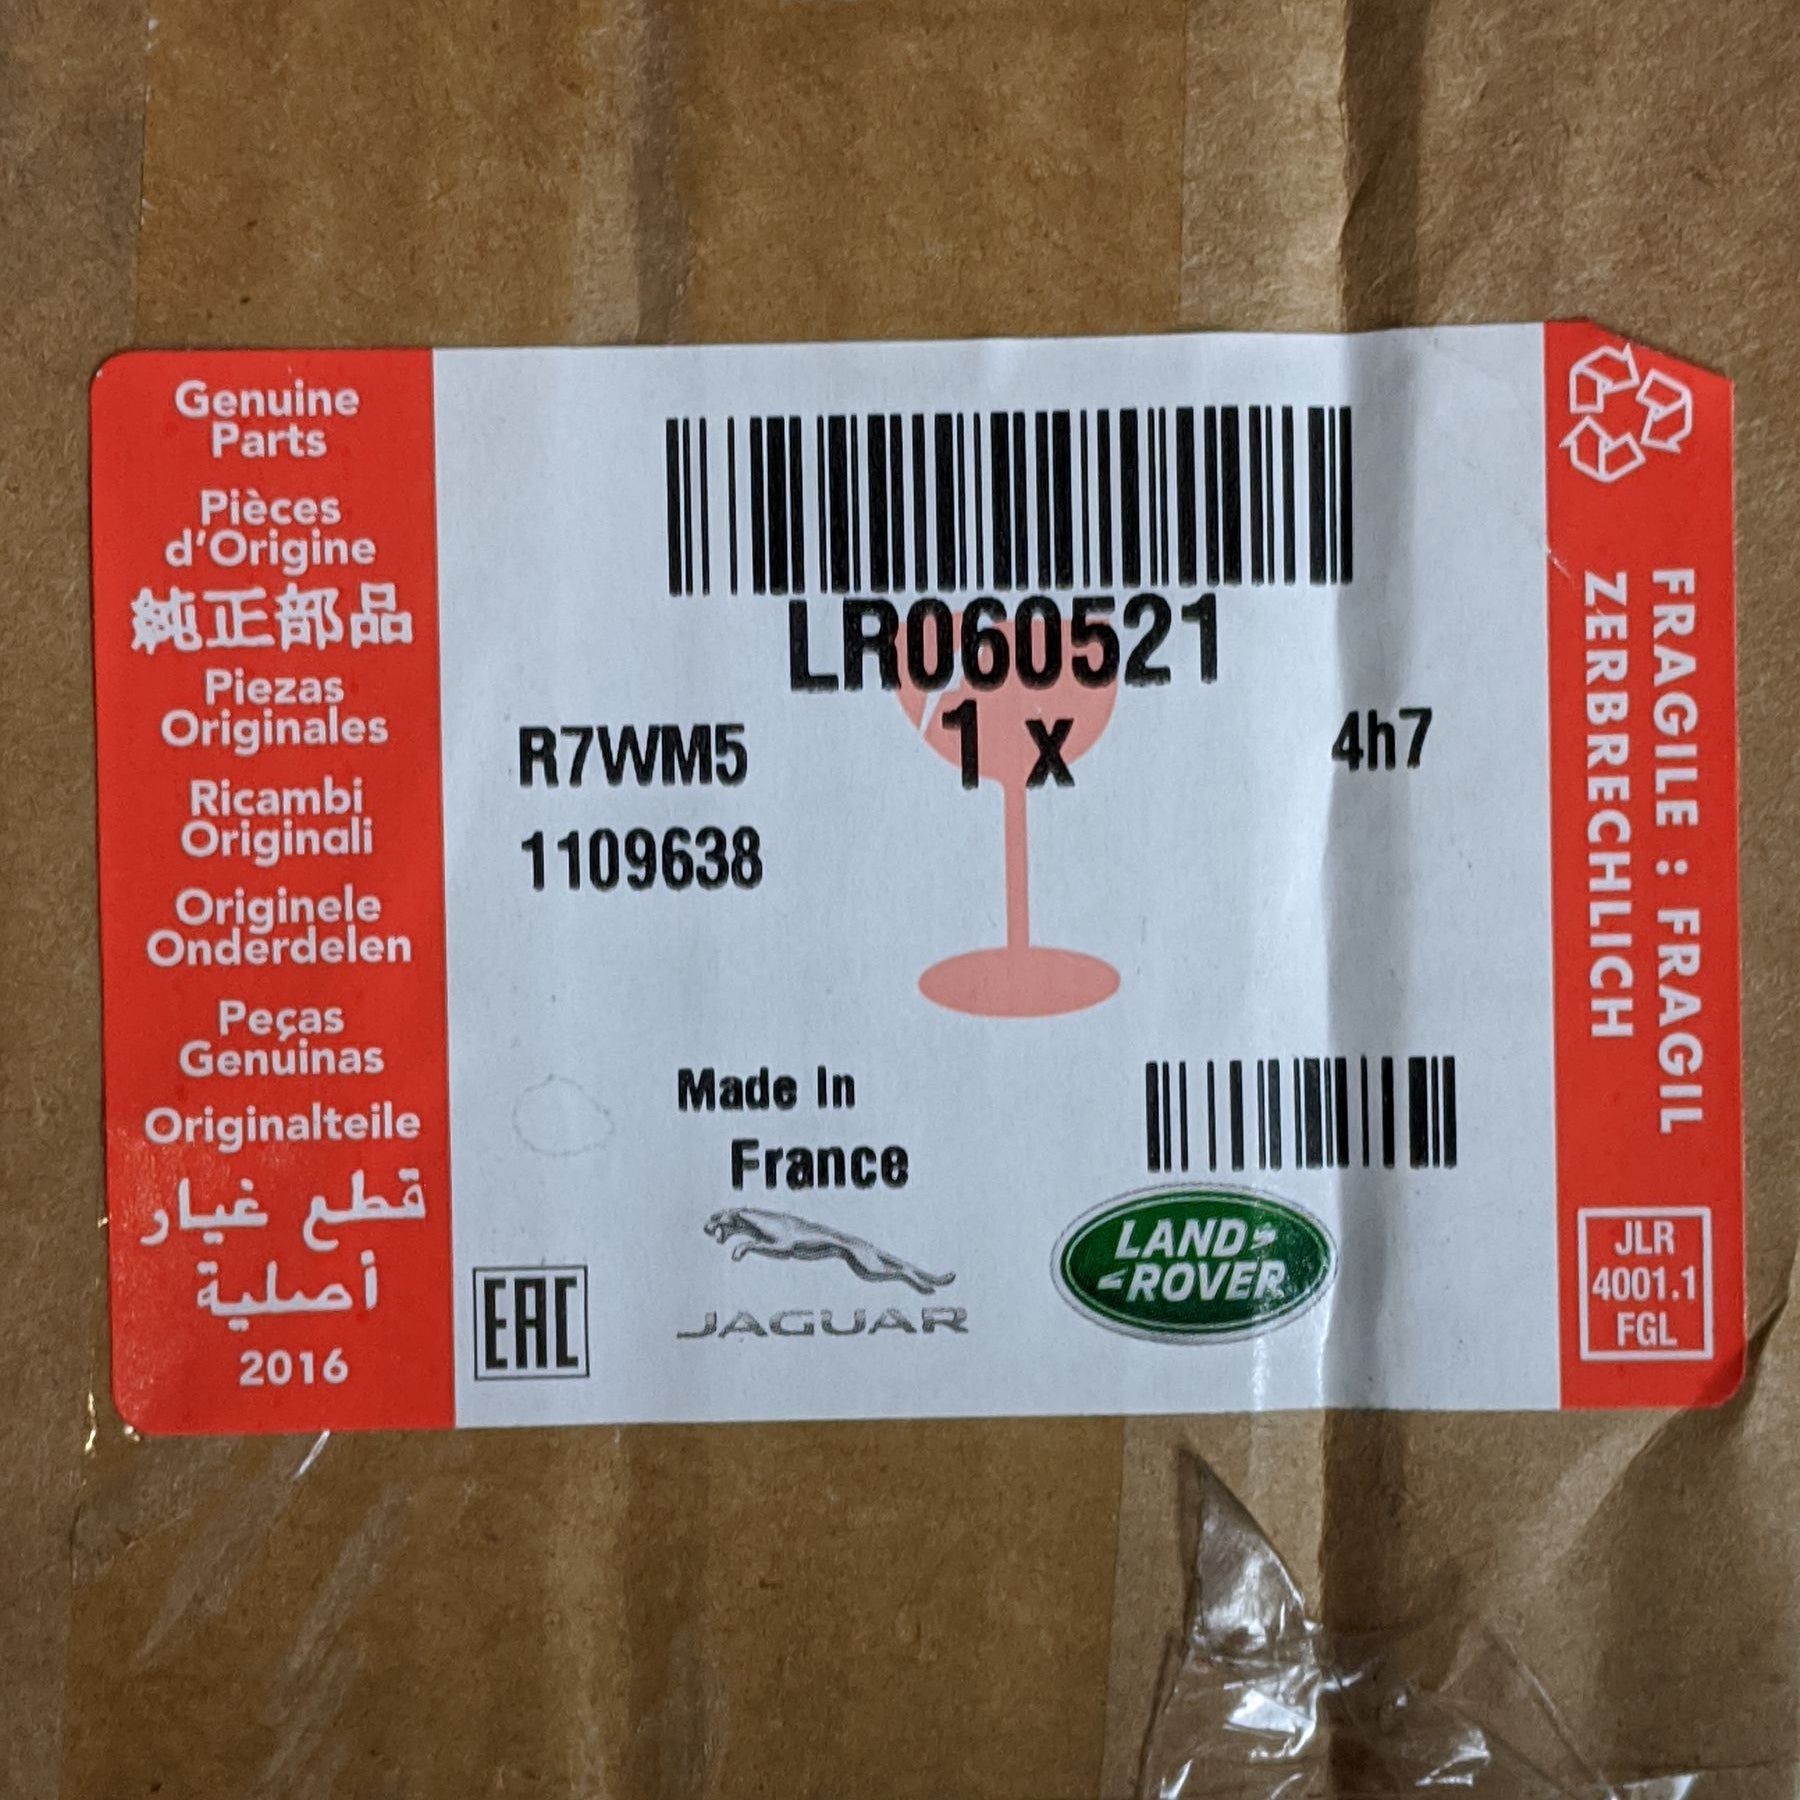 Genuine
Parts
Pièces
d'Origine
純正部品
Piezas
Originales
Ricambi
Originali
Originele
Onderdelen
Peças
Genuínas
Originalteile
قطع غيار
أصلية
2016
LR060521
R7WM5 1 x 4h7
1109638
Made In
France
EAC
JAGUAR
LAND
ROVER
FRAGILE : FRAGIL
ZERBRECHLICH
JLR
4001.1
FGL